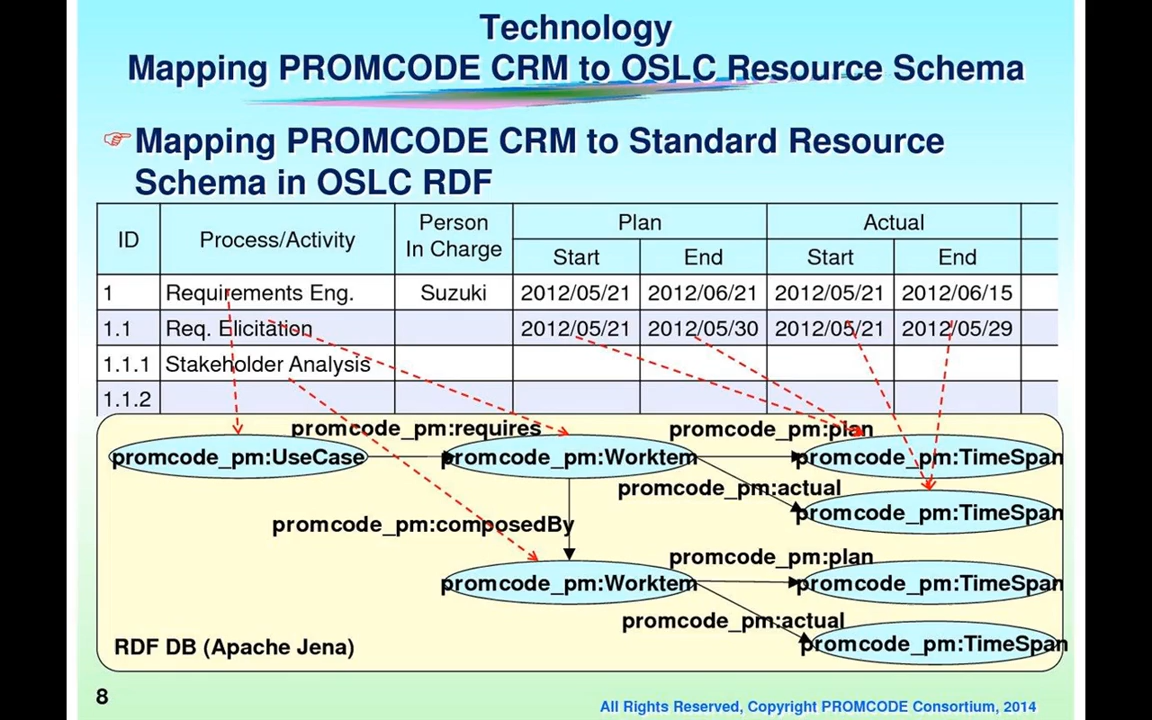 Technology
Mapping PROMCODE CRM to OSLC Resource Schema
Mapping PROMCODE CRM to Standard Resource
Schema in OSLC RDF
ID Process/Activity Person In Charge Plan Actual
Start End Start End
1 Requirements Eng. Suzuki 2012/05/21 2012/06/21 2012/05/21 2012/06/15
1.1 Req. Elicitation 2012/05/21 2012/05/30 2012/05/21 2012/05/29
1.1.1 Stakeholder Analysis
1.1.2
promcode_pm:requires promcode_pm:plan
promcode_pm:UseCase promcode_pm:Worktem promcode_pm:TimeSpan
promcode_pm:actual
promcode_pm:TimeSpan
promcode_pm:composedBy
promcode_pm:plan
promcode_pm:Worktem promcode_pm:TimeSpan
promcode_pm:actual
promcode_pm:TimeSpan
RDF DB (Apache Jena)
8
All Rights Reserved, Copyright PROMCODE Consortium, 2014